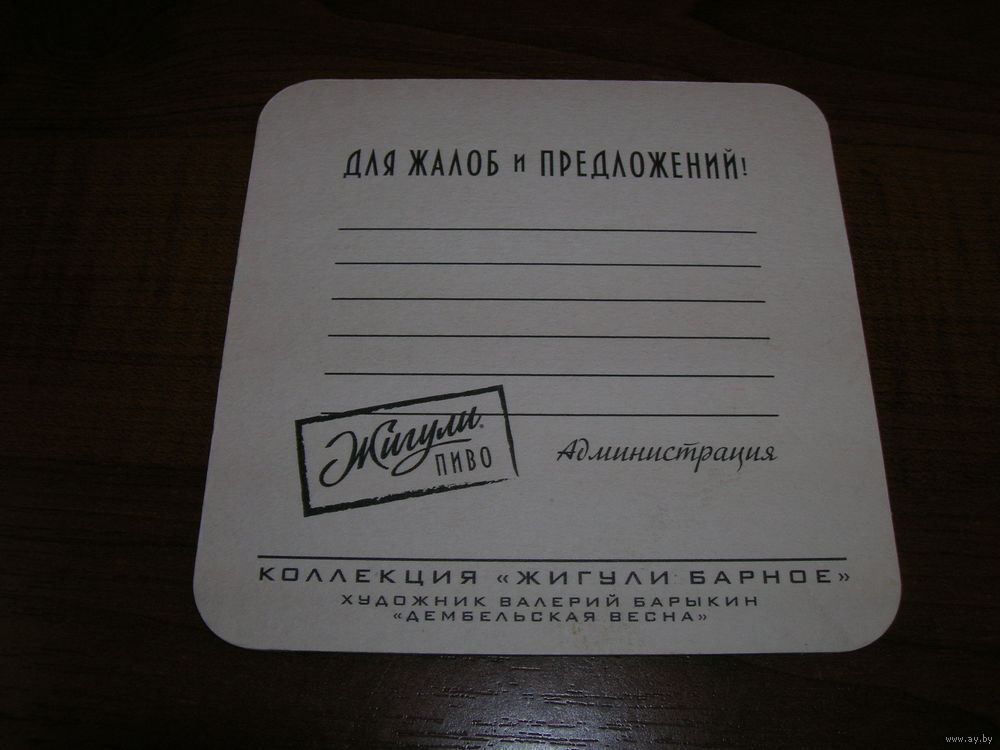 ДЛЯ ЖАЛОБ и ПРЕДЛОЖЕНИЙ!
Жигули®
ПИВО
Администрация
КОЛЛЕКЦИЯ «ЖИГУЛИ БАРНОЕ»
ХУДОЖНИК ВАЛЕРИЙ БАРЫКИН
«ДЕМБЕЛЬСКАЯ ВЕСНА»
www.ay.by